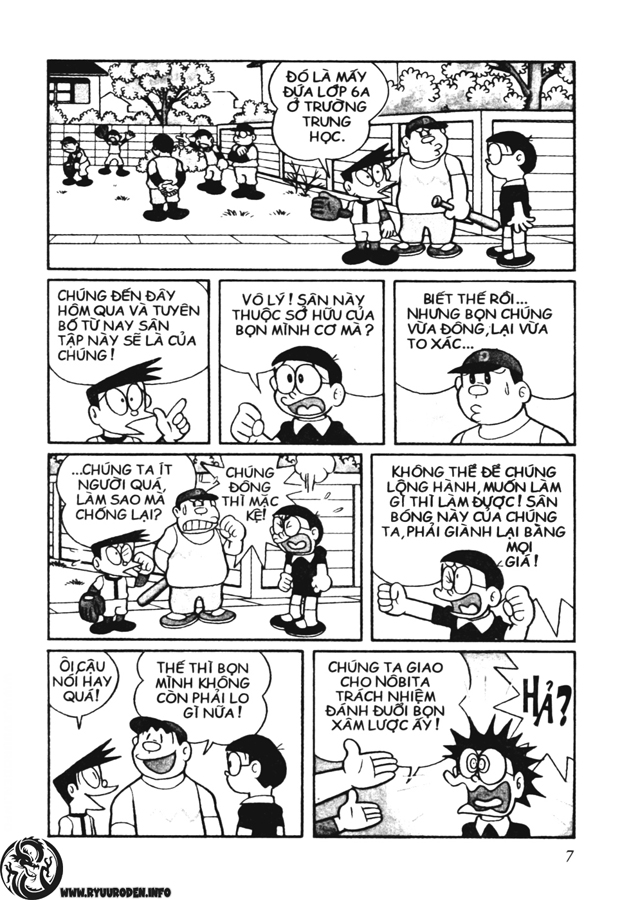 ĐÓ LÀ MẤY
ĐỨA LỚP 6A
Ở TRƯỜNG
TRUNG
HỌC.
CHÚNG ĐẾN ĐÂY
HÔM QUA VÀ TUYÊN
BỐ TỪ NAY SÂN
TẬP NÀY SẼ LÀ CỦA
CHÚNG!
VÔ LÝ! SÂN NÀY
THUỘC SỞ HỮU CỦA
BỌN MÌNH CƠ MÀ?
BIẾT THẾ RỒI...
NHƯNG BỌN CHÚNG
VỪA ĐÔNG, LẠI VỪA
TO XÁC...
...CHÚNG TA ÍT
NGƯỜI QUÁ,
LÀM SAO MÀ
CHỐNG LẠI?
CHÚNG
ĐÔNG
THÌ MẶC
KỆ!
KHÔNG THỂ ĐỂ CHÚNG
LỘNG HÀNH, MUỐN LÀM
GÌ THÌ LÀM ĐƯỢC! SÂN
BÓNG NÀY CỦA CHÚNG
TA, PHẢI GIÀNH LẠI BẰNG
MỌI
GIÁ!
ÔI CẬU
NÓI HAY
QUÁ!
THẾ THÌ BỌN
MÌNH KHÔNG
CÒN PHẢI LO
GÌ NỮA!
CHÚNG TA GIAO
CHO NÔBITA
TRÁCH NHIỆM
ĐÁNH ĐUỔI BỌN
XÂM LƯỢC ẤY!
HẢ?
7
WWW.RYUURODEN.INFO